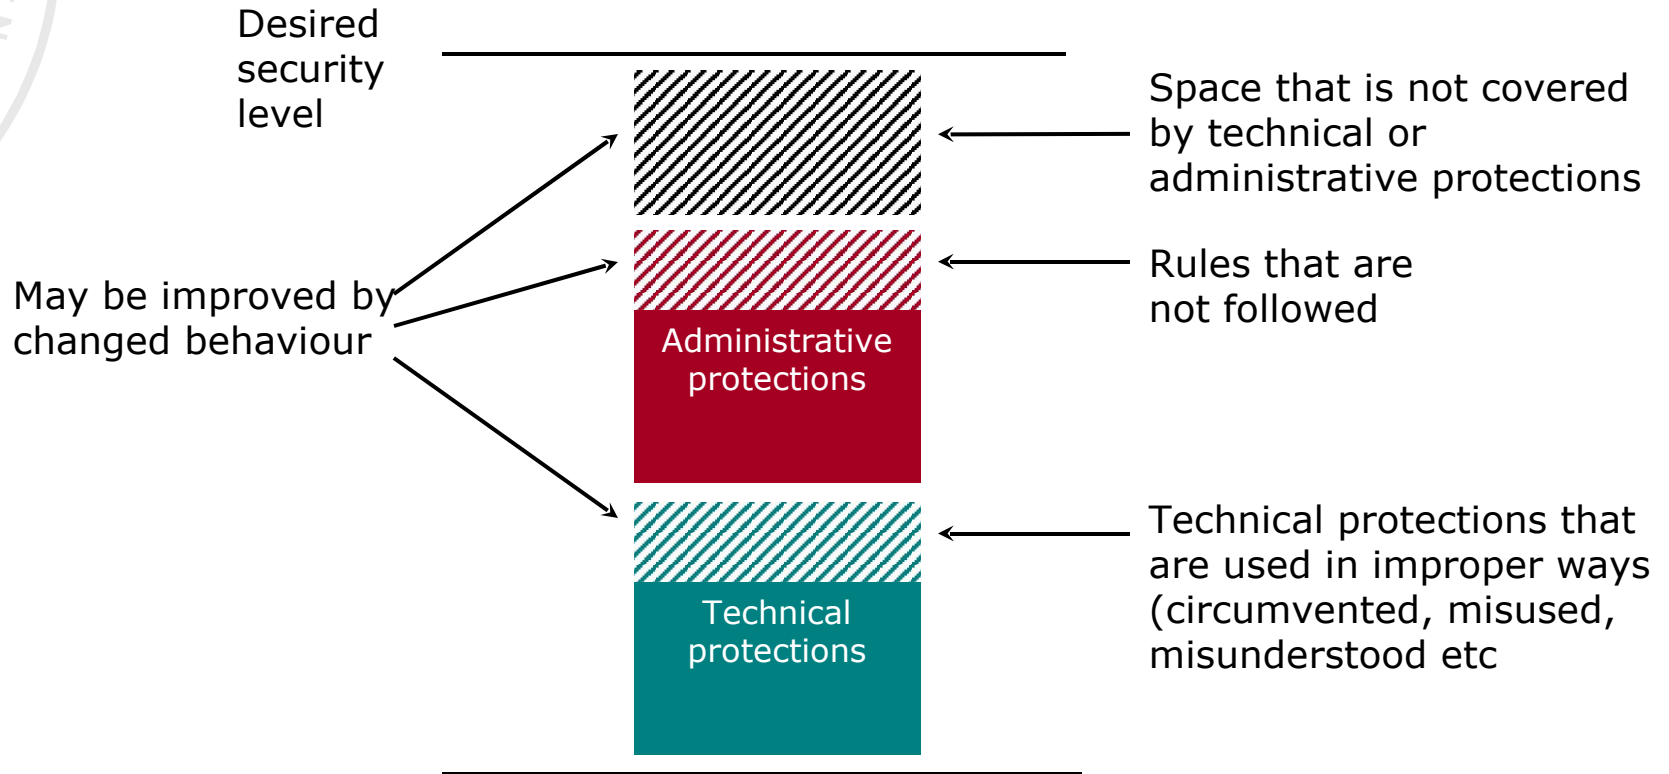 Desired
security
level
Space that is not covered
by technical or
administrative protections
May be improved by
changed behaviour
Rules that are
not followed
Administrative
protections
Technical protections that
are used in improper ways
(circumvented, misused,
misunderstood etc
Technical
protections